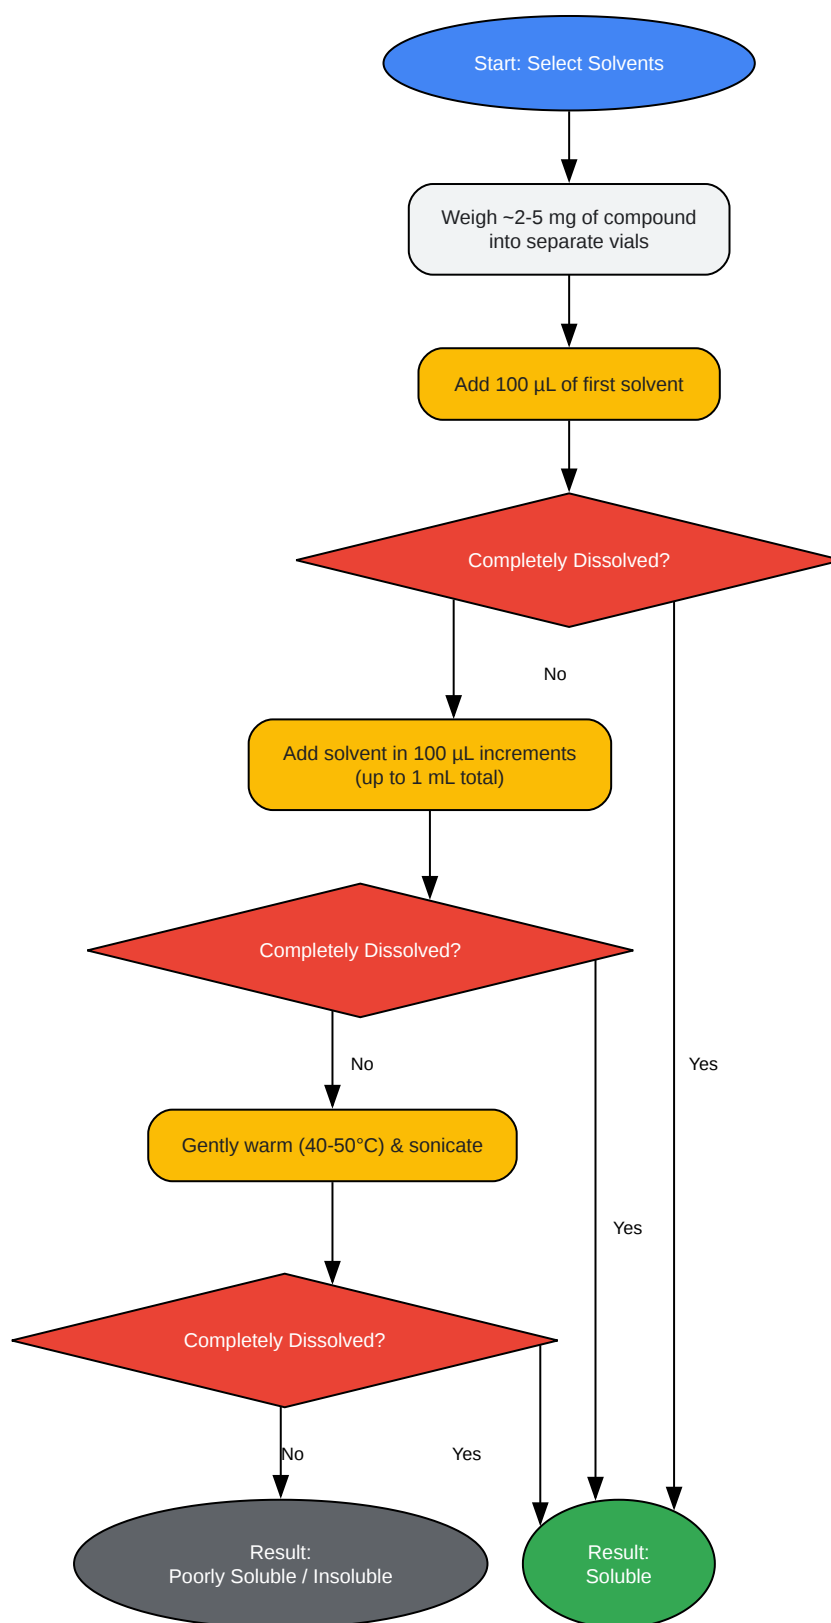 Start: Select Solvents
Weigh ~2-5 mg of compound
into separate vials
Add 100 µL of first solvent
Completely Dissolved?
No
Add solvent in 100 µL increments
(up to 1 mL total)
Completely Dissolved?
No
Yes
Gently warm (40-50°C) & sonicate
Yes
Completely Dissolved?
No
Yes
Result:
Poorly Soluble / Insoluble
Result:
Soluble